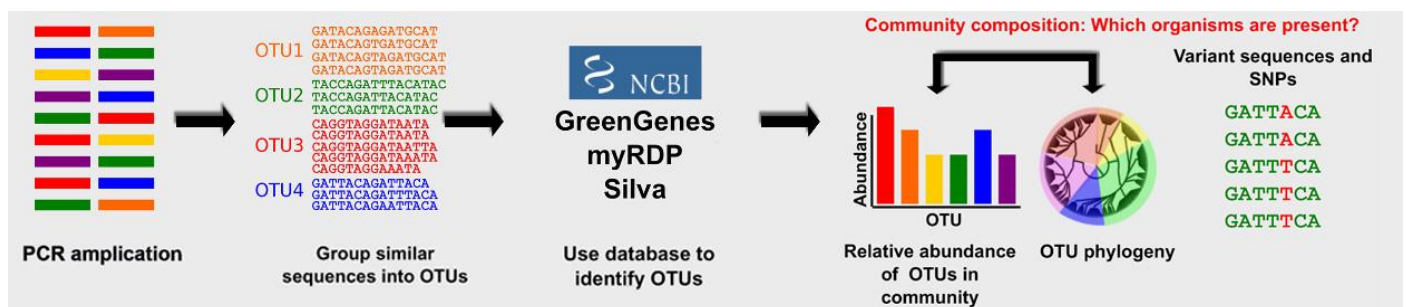 Community composition: Which organisms are present?
OTU1
GATACAGAGATGCAT
GATACAGTGATGCAT
GATACAGTAGATGCAT
GATACAGTAGATGCAT
OTU2
TACCAGATTTACATAC
TACCAGATTACATAC
TACCAGATTACATAC
OTU3
CAGGTAGGATAATA
CAGGTAGGATAATTA
CAGGTAGGATAAATA
CAGGTAGGAAATA
OTU4
GATTACAGATTACA
GATTACAGATTTACA
GATTACAGAATTACA
NCBI
GreenGenes
myRDP
Silva
Abundance
OTU
Variant sequences and
SNPs
GATTACA
GATTACA
GATTTCA
GATTTCA
GATTTCA
PCR amplication
Group similar
sequences into OTUs
Use database to
identify OTUs
Relative abundance
of OTUs in
community
OTU phylogeny